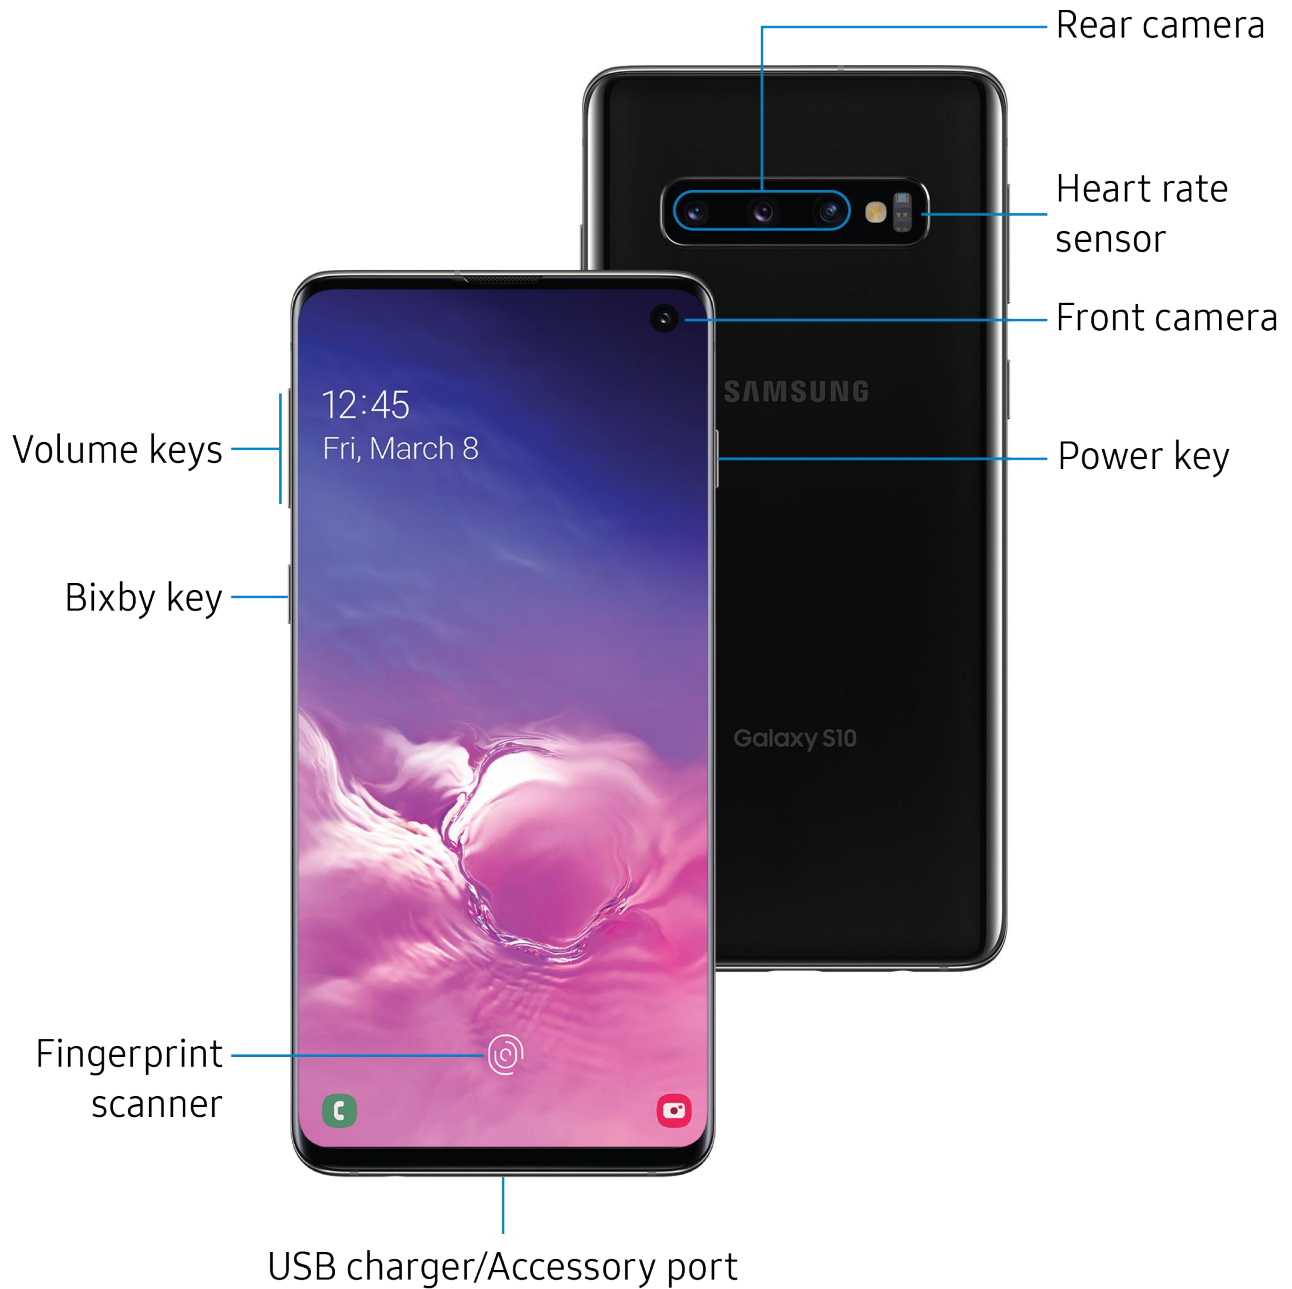 Rear camera
Heart rate
sensor
Front camera
SAMSUNG
12:45
Fri, March 8
Volume keys
Power key
Bixby key
Galaxy S10
Fingerprint
scanner
USB charger/Accessory port